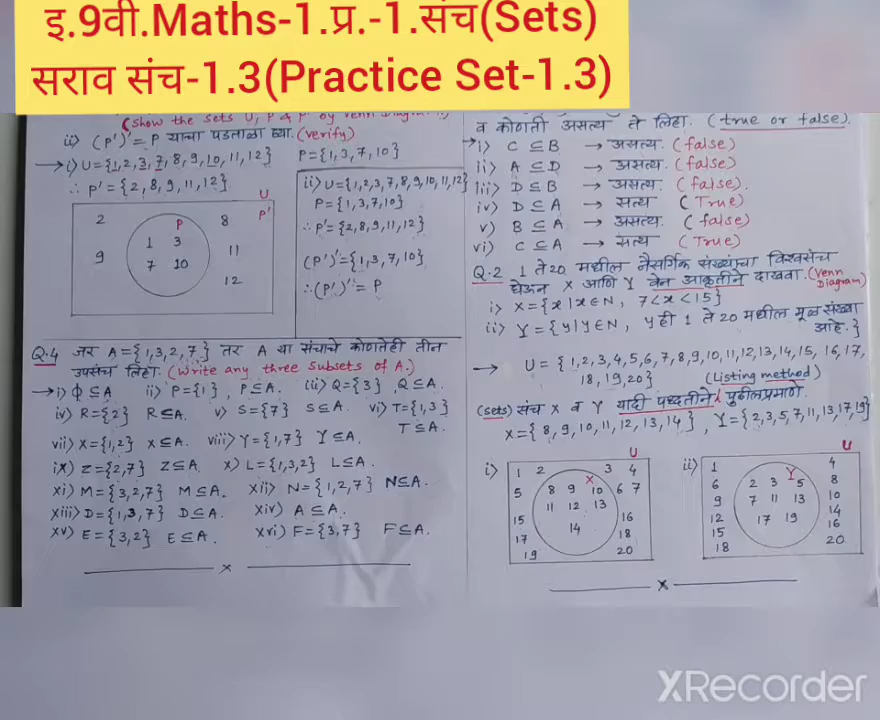 इ.9वी.Maths-1.प्र.-1.संच(Sets)
सराव संच-1.3(Practice Set-1.3)
(show the sets U, P & P' by Venn Diagram)
ii) (P')' = P याचा पडताळा घ्या. (verify)
→ i) U = {1, 2, 3, 7, 8, 9, 10, 11, 12} P = {1, 3, 7, 10}
∴ P' = {2, 8, 9, 11, 12}
U
2 P 8 P'
1 3
9 7 10 11
12
ii) U = {1, 2, 3, 7, 8, 9, 10, 11, 12}
P = {1, 3, 7, 10}
∴ P' = {2, 8, 9, 11, 12}
(P')' = {1, 3, 7, 10}
∴ (P')' = P
Q.4 जर A = {1, 3, 2, 7} तर A या संचाचे कोणतेही तीन
उपसंच लिहा. (Write any three subsets of A.)
→ i) Φ ⊆ A ii) P = {1}, P ⊆ A. iii) Q = {3}, Q ⊆ A.
iv) R = {2} R ⊆ A. v) S = {7} S ⊆ A. vi) T = {1, 3}
T ⊆ A.
vii) X = {1, 2} X ⊆ A. viii) Y = {1, 7} Y ⊆ A.
ix) Z = {2, 7} Z ⊆ A. x) L = {1, 3, 2} L ⊆ A.
xi) M = {3, 2, 7} M ⊆ A. xii) N = {1, 2, 7} N ⊆ A.
xiii) D = {1, 3, 7} D ⊆ A. xiv) A ⊆ A.
xv) E = {3, 2} E ⊆ A. xvi) F = {3, 7} F ⊆ A.
x
व कोणती असत्य ते लिहा. (true or false).
→ i) C ⊆ B → असत्य. (false)
ii) A ⊆ D → असत्य. (false)
iii) D ⊆ B → असत्य. (false).
iv) D ⊆ A → सत्य (True)
v) B ⊆ A → असत्य. (false)
vi) C ⊆ A → सत्य (True)
Q.2 1 ते 20 मधील नैसर्गिक संख्यांचा विश्वसंच
घेऊन X आणि Y वेन आकृतीने दाखवा. (Venn Diagram)
i) X = {x | x ∈ N, 7 < x < 15}
ii) Y = {y | y ∈ N, y ही 1 ते 20 मधील मूळ संख्या
आहे.}
→ U = {1, 2, 3, 4, 5, 6, 7, 8, 9, 10, 11, 12, 13, 14, 15, 16, 17,
18, 19, 20} (Listing method)
(sets) संच X व Y यादी पध्दतीने पुढीलप्रमाणे
X = {8, 9, 10, 11, 12, 13, 14}, Y = {2, 3, 5, 7, 11, 13, 17, 19}
i) U
1 2 3 4
X
5 8 9 10 6 7
11 12 13
15 14 16
17 18
19 20
ii) U
1 4
Y
6 2 3 5 8
9 7 11 13 10
12 17 19 14
15 16
18 20
x
XRecorder